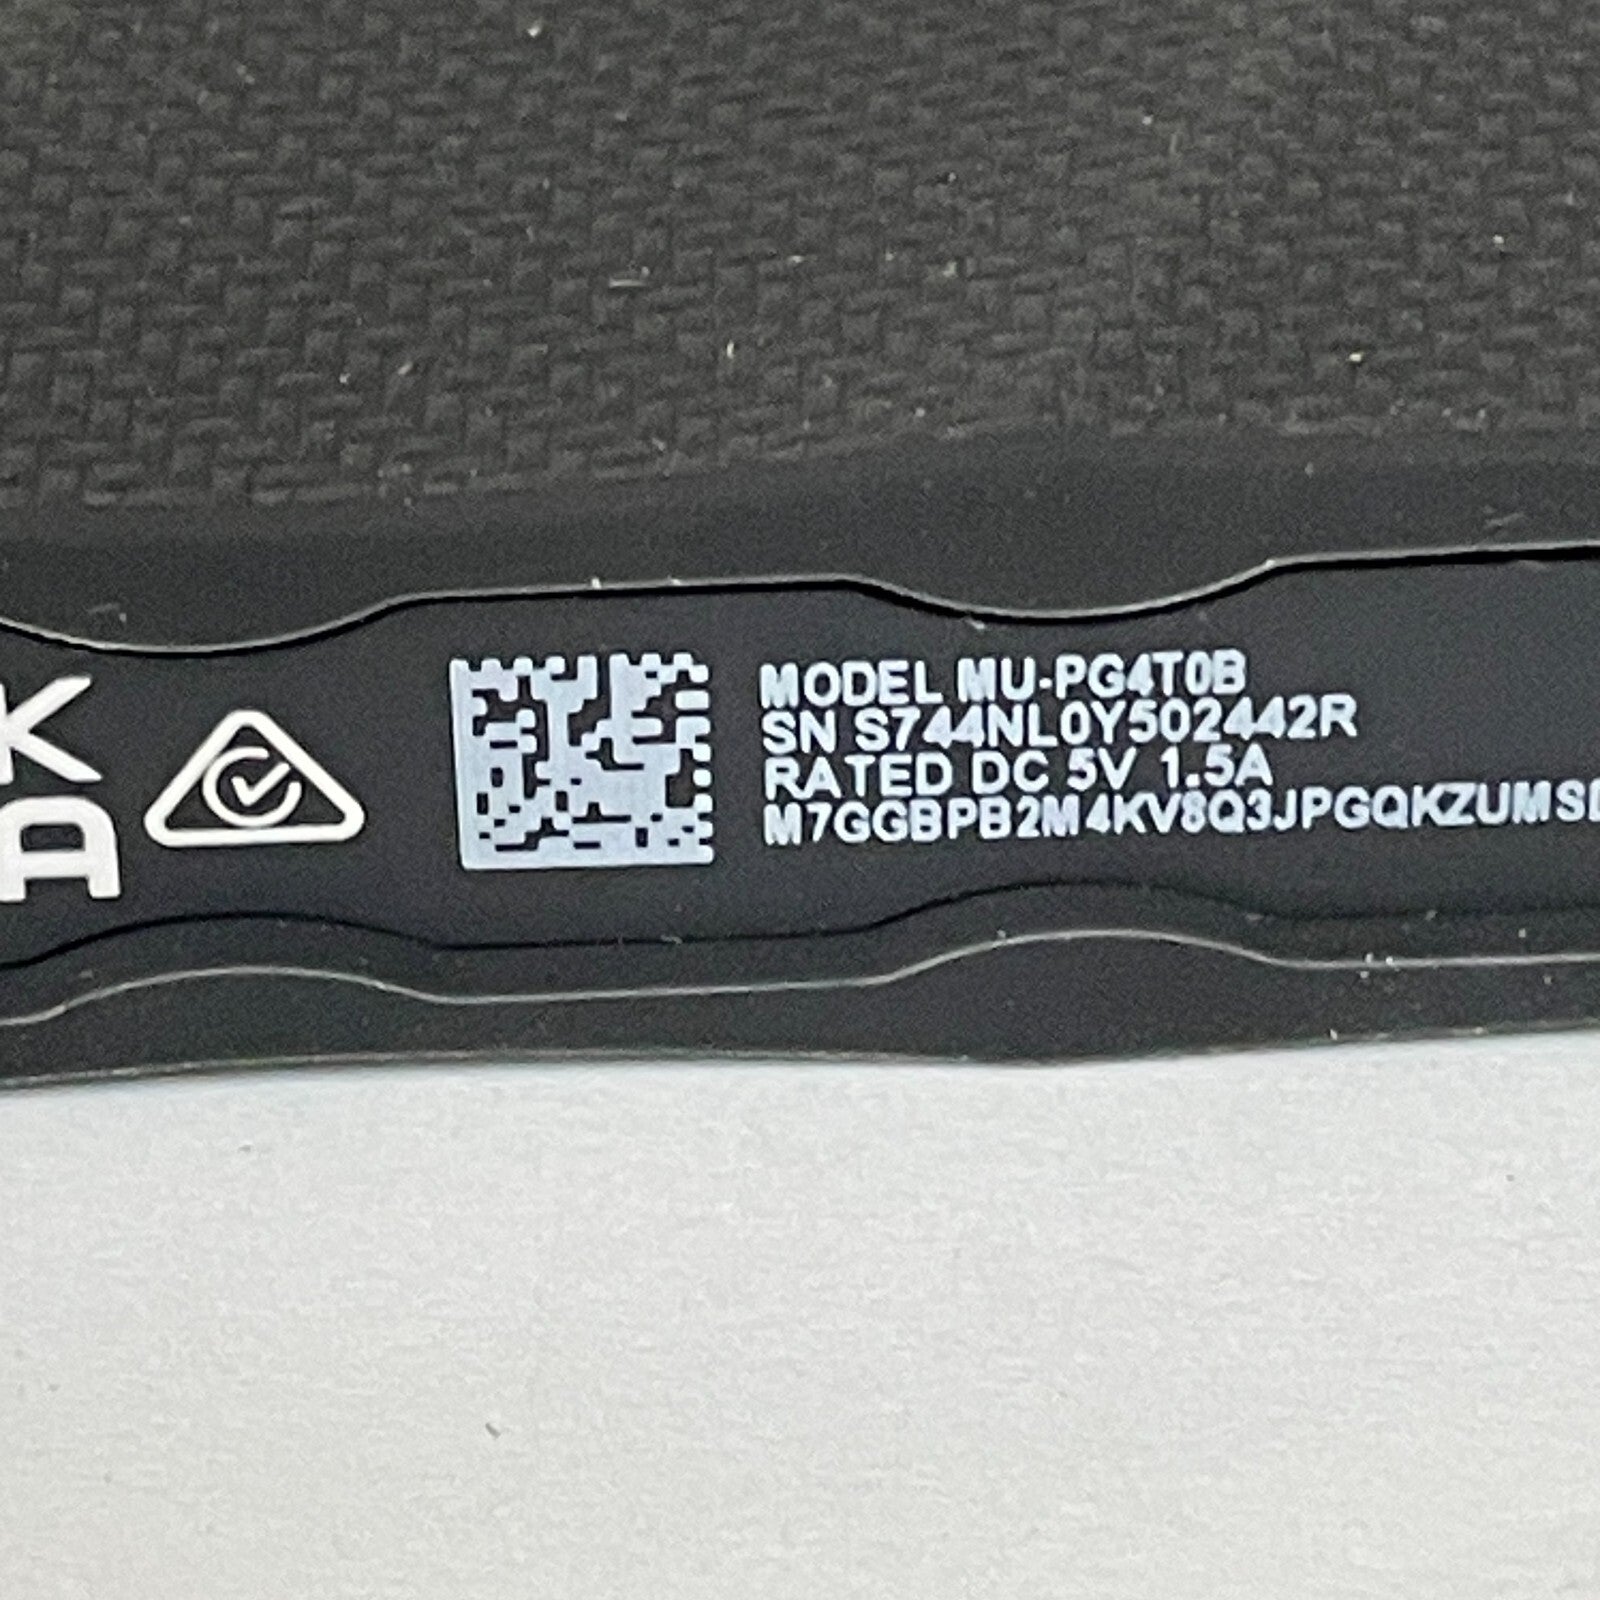 K
A
MODEL MU-PG4T0B
SN S744NL0Y502442R
RATED DC 5V 1.5A
M7GGBPB2M4KV8Q3JPGQKZUMS